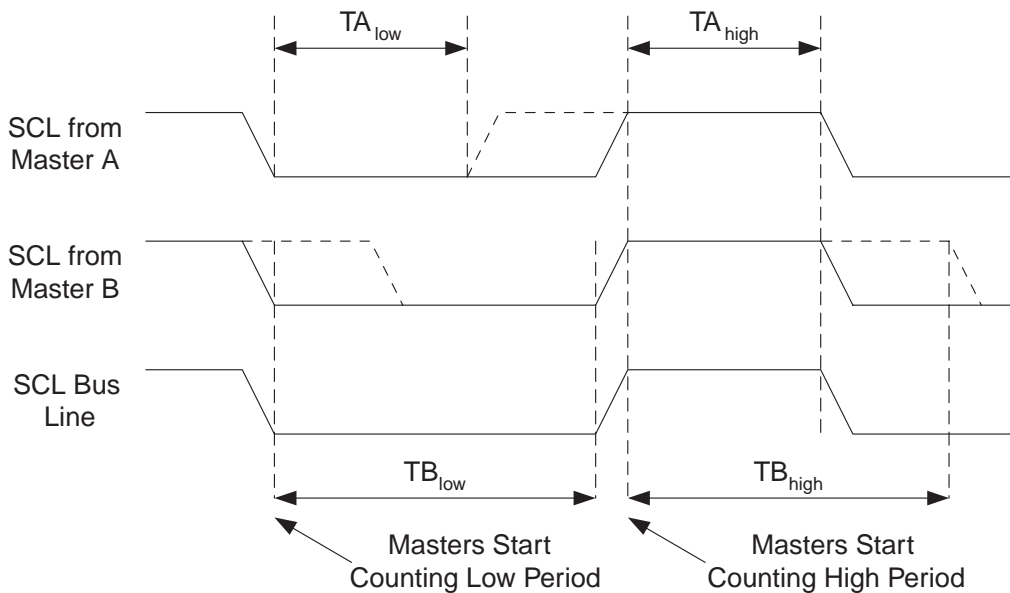 TA low
TA high
SCL from
Master A
SCL from
Master B
SCL Bus
Line
TB low
TB high
Masters Start
Counting Low Period
Masters Start
Counting High Period